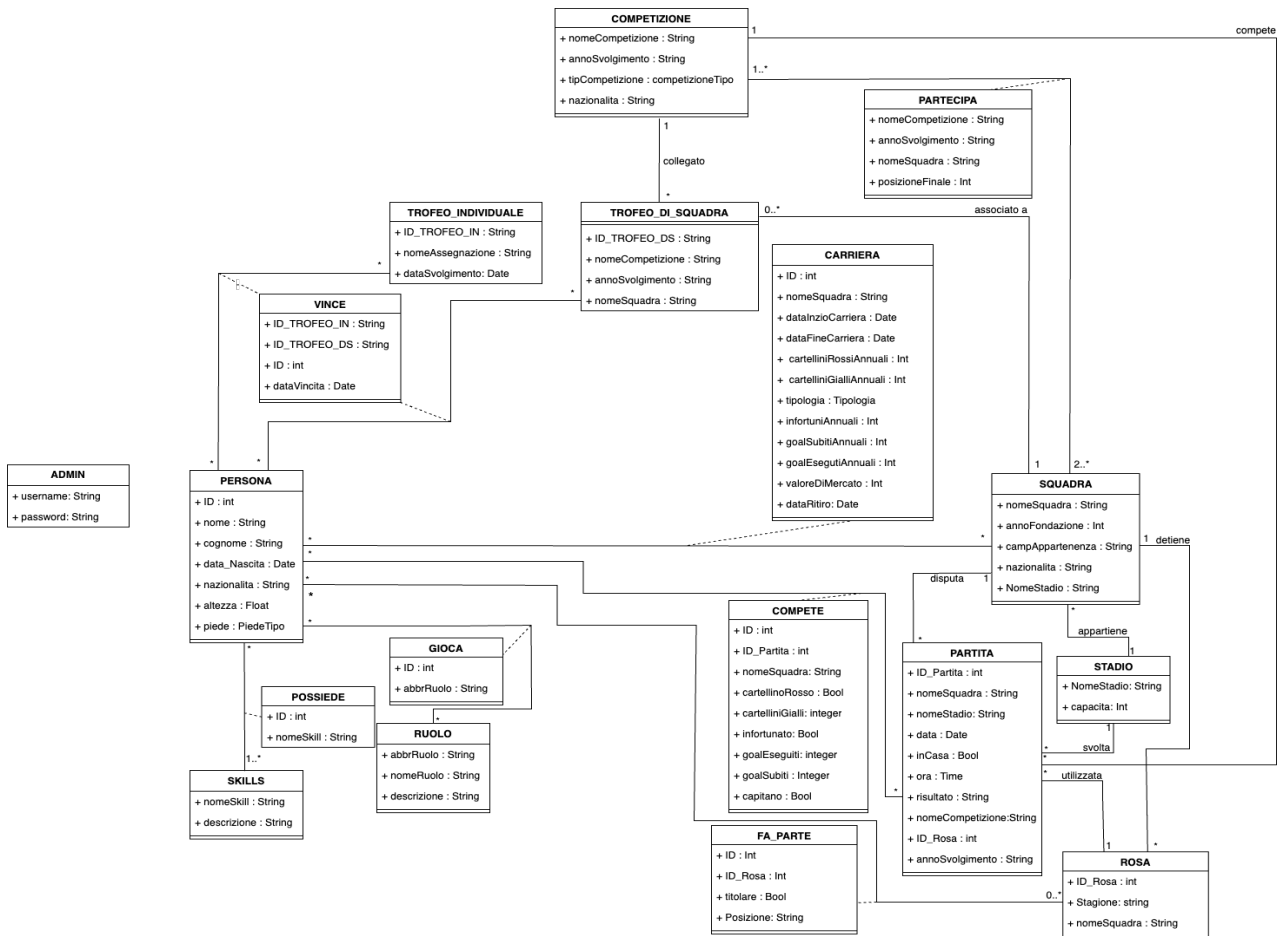 COMPETIZIONE
+ nomeCompetizione : String
+ annoSvolgimento : String
+ tipCompetizione : competizioneTipo
+ nazionalita : String
1
compete
1..*
PARTECIPA
+ nomeCompetizione : String
+ annoSvolgimento : String
+ nomeSquadra : String
+ posizioneFinale : Int
1
collegato
*
TROFEO_INDIVIDUALE
+ ID_TROFEO_IN : String
+ nomeAssegnazione : String
+ dataSvolgimento: Date
*
TROFEO_DI_SQUADRA
+ ID_TROFEO_DS : String
+ nomeCompetizione : String
+ annoSvolgimento : String
+ nomeSquadra : String
0..*
associato a
*
CARRIERA
+ ID : int
+ nomeSquadra : String
+ dataInzioCarriera : Date
+ dataFineCarriera : Date
+ cartelliniRossiAnnuali : Int
+ cartelliniGialliAnnuali : Int
+ tipologia : Tipologia
+ infortuniAnnuali : Int
+ goalSubitiAnnuali : Int
+ goalEsegutiAnnuali : Int
+ valoreDiMercato : Int
+ dataRitiro: Date
VINCE
+ ID_TROFEO_IN : String
+ ID_TROFEO_DS : String
+ ID : int
+ dataVincita : Date
ADMIN
+ username: String
+ password: String
*
*
PERSONA
+ ID : int
+ nome : String
+ cognome : String
+ data_Nascita : Date
+ nazionalita : String
+ altezza : Float
+ piede : PiedeTipo
*
*
*
*
*
*
1
2..*
SQUADRA
+ nomeSquadra : String
+ annoFondazione : Int
+ campAppartenenza : String
+ nazionalita : String
+ NomeStadio : String
*
1
detiene
disputa
1
*
*
appartiene
1
COMPETE
+ ID : int
+ ID_Partita : int
+ nomeSquadra: String
+ cartellinoRosso : Bool
+ cartelliniGialli: integer
+ infortunato : Bool
+ goalEseguiti: integer
+ goalSubiti : Integer
+ capitano : Bool
PARTITA
+ ID_Partita : int
+ nomeSquadra : String
+ nomeStadio: String
+ data : Date
+ inCasa : Bool
+ ora : Time
+ risultato : String
+ nomeCompetizione:String
+ ID_Rosa : int
+ annoSvolgimento : String
*
STADIO
+ NomeStadio: String
+ capacita: Int
1
svolta
*
*
*
utilizzata
1
*
GIOCA
+ ID : int
+ abbrRuolo : String
POSSIEDE
+ ID : int
+ nomeSkill : String
*
RUOLO
+ abbrRuolo : String
+ nomeRuolo : String
+ descrizione : String
1..*
SKILLS
+ nomeSkill : String
+ descrizione : String
FA_PARTE
+ ID : Int
+ ID_Rosa : Int
+ titolare : Bool
+ Posizione: String
0..*
ROSA
+ ID_Rosa : int
+ Stagione: string
+ nomeSquadra : String